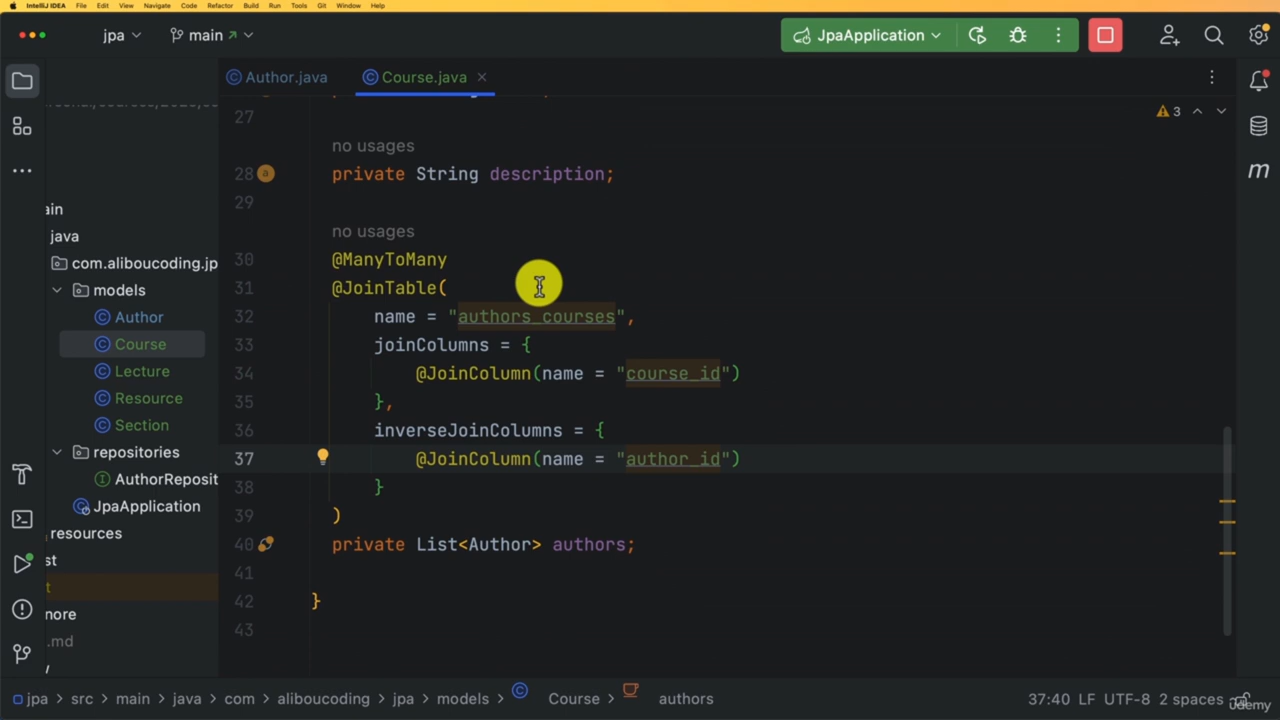 IntelliJ IDEA File Edit View Navigate Code Refactor Build Run Tools Git Window Help
jpa main JpaApplication
Author.java Course.java
3
27
no usages
28 private String description;
29
no usages
30 @ManyToMany
31 @JoinTable(
32 name = "authors_courses",
33 joinColumns = {
34 @JoinColumn(name = "course_id")
35 },
36 inverseJoinColumns = {
37 @JoinColumn(name = "author_id")
38 }
39 )
40 private List<Author> authors;
41
42 }
43
ain
java
com.aliboucoding.jp
models
Author
Course
Lecture
Resource
Section
repositories
AuthorReposit
JpaApplication
resources
st
t
nore
.md
m
jpa > src > main > java > com > aliboucoding > jpa > models > Course > authors
37:40 LF UTF-8 2 spaces
udemy